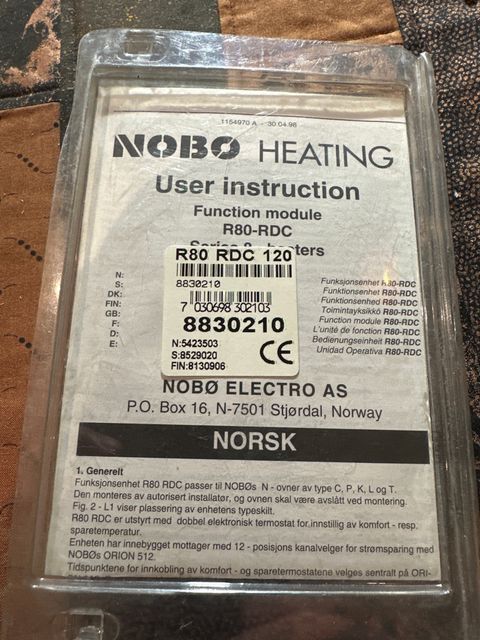 1154970 A - 30.04.98
NOBØ HEATING
User instruction
Function module
R80-RDC
Series 8 heaters
R80 RDC 120
8830210
7 030698 302103
8830210
N:5423503
S:8529020
FIN:8130906
CE
N:
S:
DK:
FIN:
GB:
F:
D:
E:
Funksjonsenhet R80-RDC
Funktionsenhet R80-RDC
Funktionsenhed R80-RDC
Toimintayksikkö R80-RDC
Function module R80-RDC
L'unité de fonction R80-RDC
Bedienungseinheit R80-RDC
Unidad Operativa R80-RDC
NOBØ ELECTRO AS
P.O. Box 16, N-7501 Stjørdal, Norway
NORSK
1. Generelt
Funksjonsenhet R80 RDC passer til NOBØs N - ovner av type C, P, K, L og T.
Den monteres av autorisert installatør, og ovnen skal være avslått ved montering.
Fig. 2 - L1 viser plassering av enhetens typeskilt.
R80 RDC er utstyrt med dobbel elektronisk termostat for innstillig av komfort - resp.
sparetemperatur.
Enheten har innebygget mottager med 12 - posisjons kanalvelger for strømsparing med
NOBØs ORION 512.
Tidspunktene for innkobling av komfort - og sparetermostatene velges sentralt på ORI-